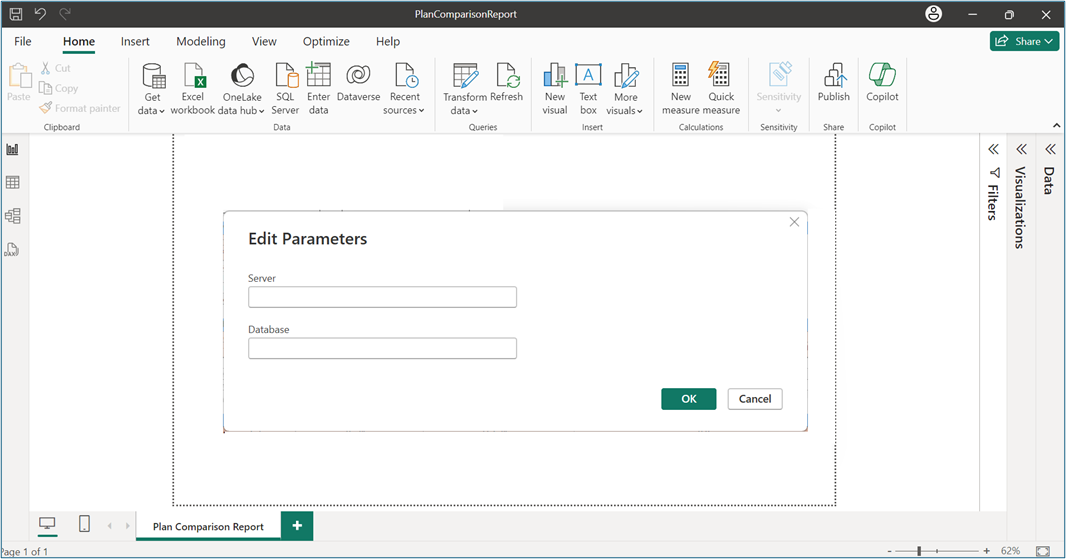 PlanComparisonReport
File Home Insert Modeling View Optimize Help Share
Paste Cut
Copy
Format painter
Clipboard
Get data
Excel workbook
OneLake data hub
SQL Server
Enter data
Dataverse
Recent sources
Data
Transform data
Refresh
Queries
New visual
Text box
A
More visuals
Insert
New measure
Quick measure
Calculations
Sensitivity
Sensitivity
Publish
Share
Copilot
Copilot
DAX
Filters
Visualizations
Data
Edit Parameters
Server
Database
OK Cancel
Plan Comparison Report +
Page 1 of 1
- + 62%